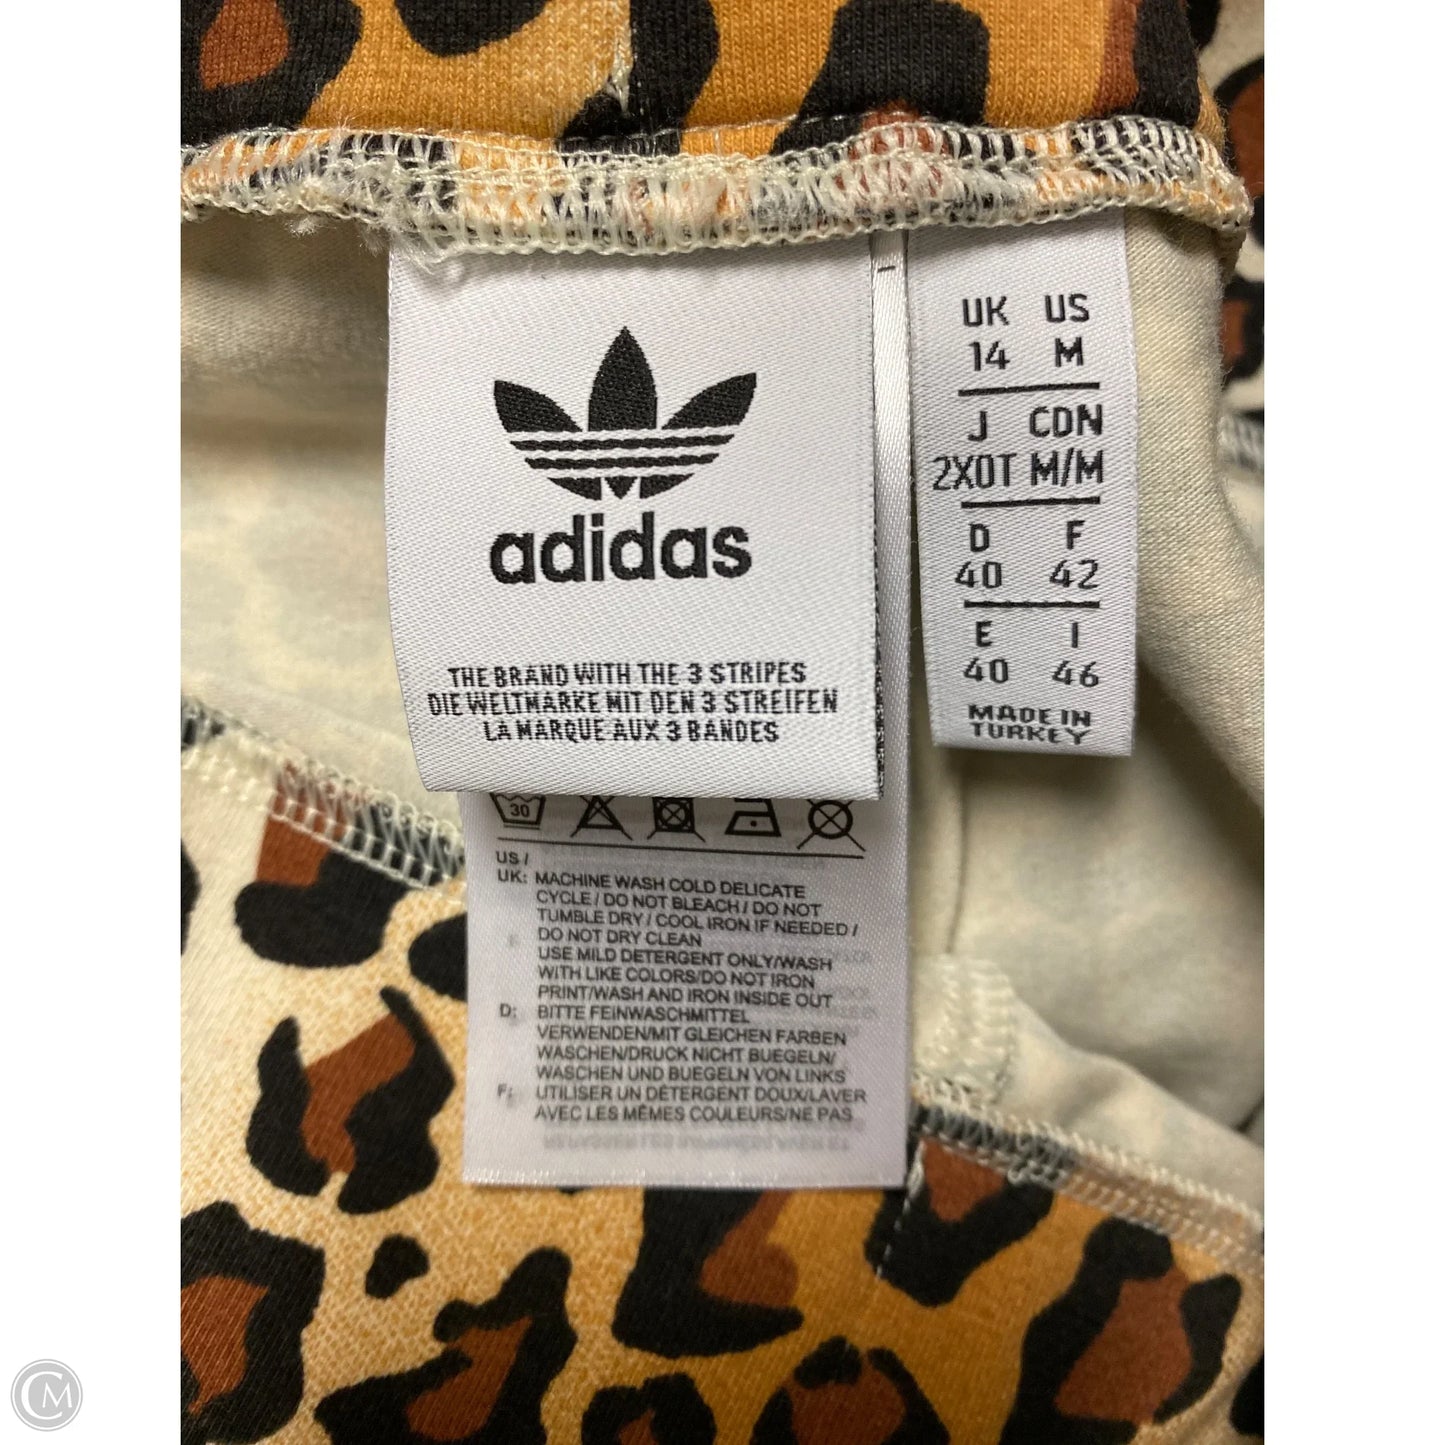 adidas
THE BRAND WITH THE 3 STRIPES
DIE WELTMARKE MIT DEN 3 STREIFEN
LA MARQUE AUX 3 BANDES
UK US
14 M
J CDN
2XOT M/M
D F
40 42
E I
40 46
MADE IN
TURKEY
30
US /
UK: MACHINE WASH COLD DELICATE
CYCLE / DO NOT BLEACH / DO NOT
TUMBLE DRY / COOL IRON IF NEEDED /
DO NOT DRY CLEAN
USE MILD DETERGENT ONLY/WASH
WITH LIKE COLORS/DO NOT IRON
PRINT/WASH AND IRON INSIDE OUT
D: BITTE FEINWASCHMITTEL
VERWENDEN/MIT GLEICHEN FARBEN
WASCHEN/DRUCK NICHT BUEGELN/
WASCHEN UND BUEGELN VON LINKS
F: UTILISER UN DÉTERGENT DOUX/LAVER
AVEC LES MÊMES COULEURS/NE PAS
CM